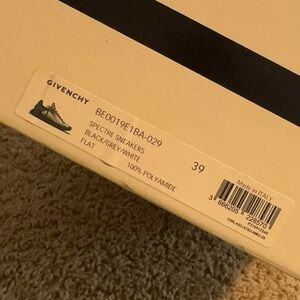 GIVENCHY
BE0019E1BA-029
SPECTRE SNEAKERS
BLACK/GREY/WHITE
FLAT
100% POLYAMIDE
39
Made in ITALY